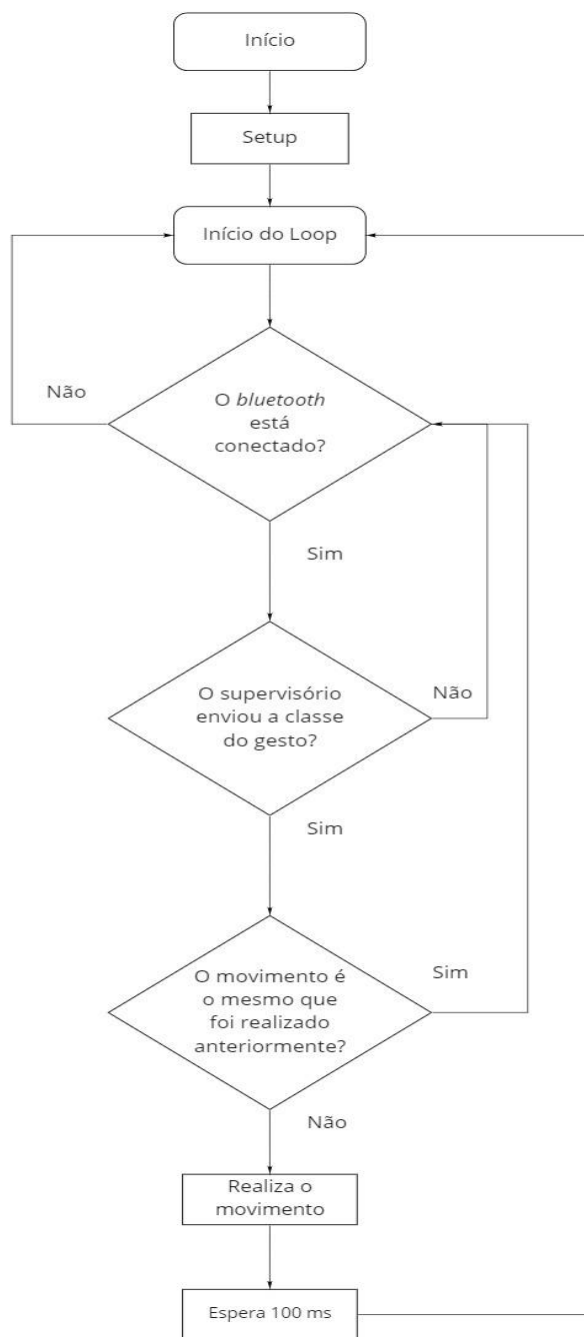 Início
Setup
Início do Loop
Não
O bluetooth
está
conectado?
Sim
O supervisório
enviou a classe
do gesto?
Não
Sim
O movimento é
o mesmo que
foi realizado
anteriormente?
Sim
Não
Realiza o
movimento
Espera 100 ms